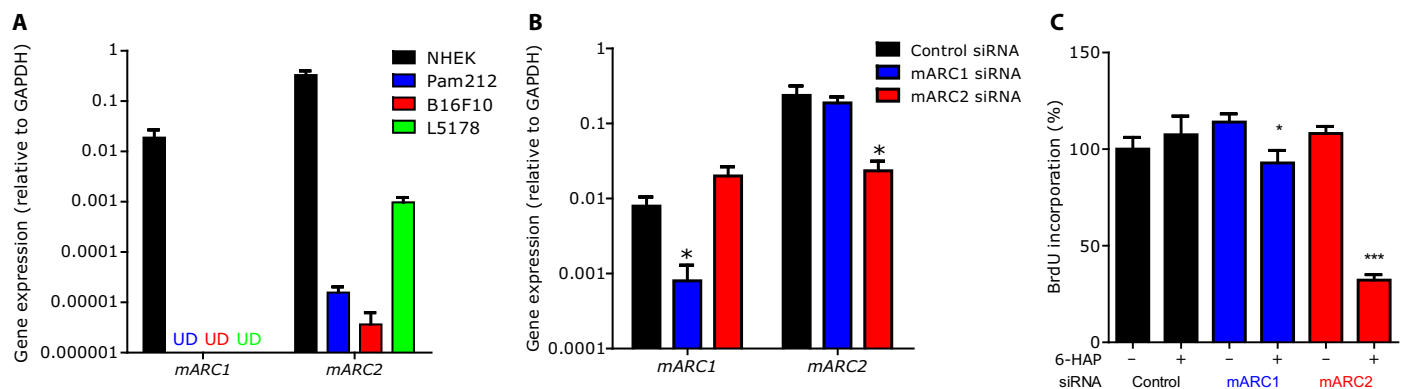 A
Gene expression (relative to GAPDH)
1
0.1
0.01
0.001
0.0001
0.00001
0.000001
NHEK
Pam212
B16F10
L5178
UD UD UD
mARC1 mARC2
B
Gene expression (relative to GAPDH)
1
0.1
0.01
0.001
0.0001
Control siRNA
mARC1 siRNA
mARC2 siRNA
*
*
mARC1 mARC2
C
BrdU incorporation (%)
150
100
50
0
*
***
6-HAP − + − + − +
siRNA Control mARC1 mARC2